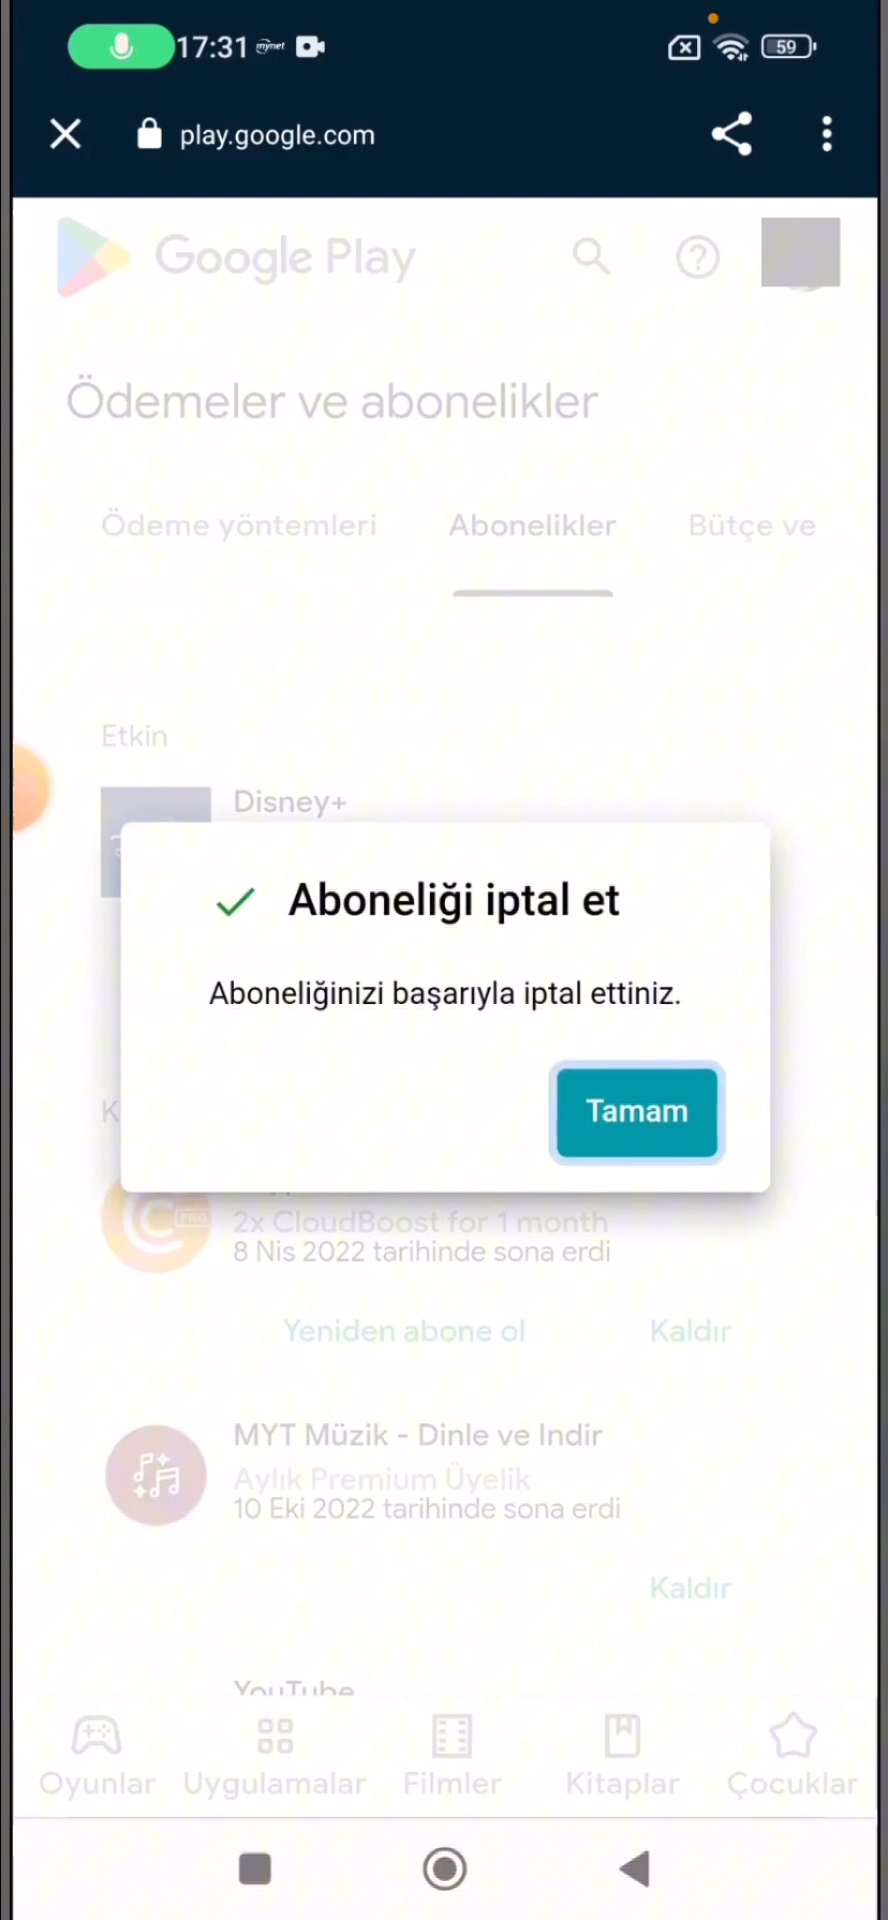 17:31 mynet 59
play.google.com
Google Play
Ödemeler ve abonelikler
Ödeme yöntemleri Abonelikler Bütçe ve
Etkin
Disney+
Aboneliği iptal et
Aboneliğinizi başarıyla iptal ettiniz.
Tamam
K
2x CloudBoost for 1 month
8 Nis 2022 tarihinde sona erdi
Yeniden abone ol Kaldır
MYT Müzik - Dinle ve Indir
Aylık Premium Üyelik
10 Eki 2022 tarihinde sona erdi
Kaldır
YouTube
Oyunlar Uygulamalar Filmler Kitaplar Çocuklar